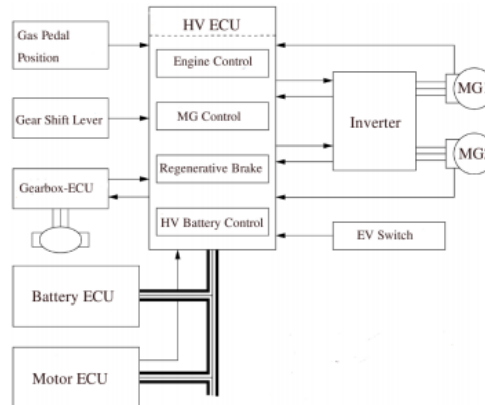 HV ECU
Gas Pedal
Position
Engine Control
MG1
Gear Shift Lever
MG Control
Inverter
Gearbox-ECU
Regenerative Brake
HV Battery Control
EV Switch
Battery ECU
Motor ECU